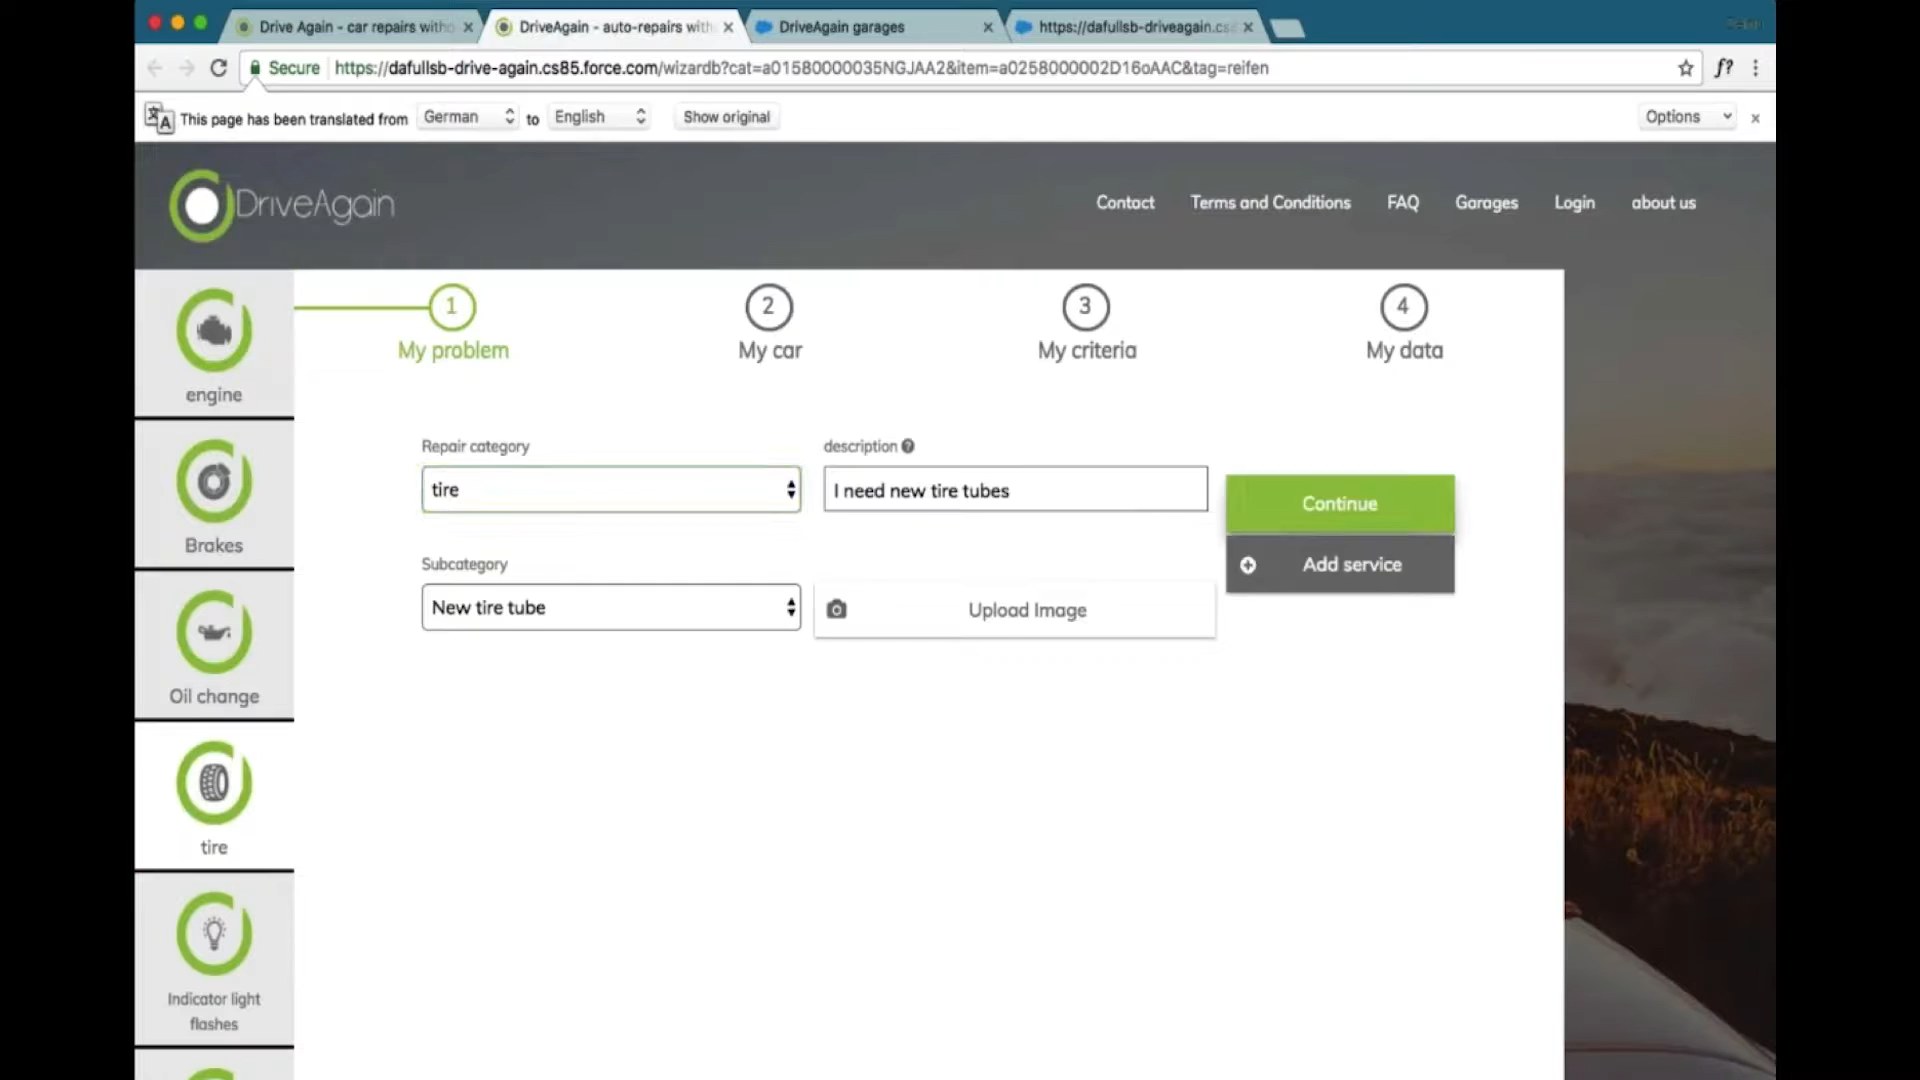 Drive Again - car repairs witho
DriveAgain - auto-repairs with
DriveAgain garages
https://dafullsb-driveagain.cs8
Secure
https://dafullsb-drive-again.cs85.force.com/wizardb?cat=a01580000035NGJAA2&item=a0258000002D16oAAC&tag=reifen
f?
This page has been translated from German to English Show original Options
DriveAgain
Contact Terms and Conditions FAQ Garages Login about us
1 2 3 4
My problem My car My criteria My data
engine
Brakes
Oil change
tire
Indicator light
flashes
Repair category
tire
description ?
I need new tire tubes
Continue
Add service
Subcategory
New tire tube
Upload Image